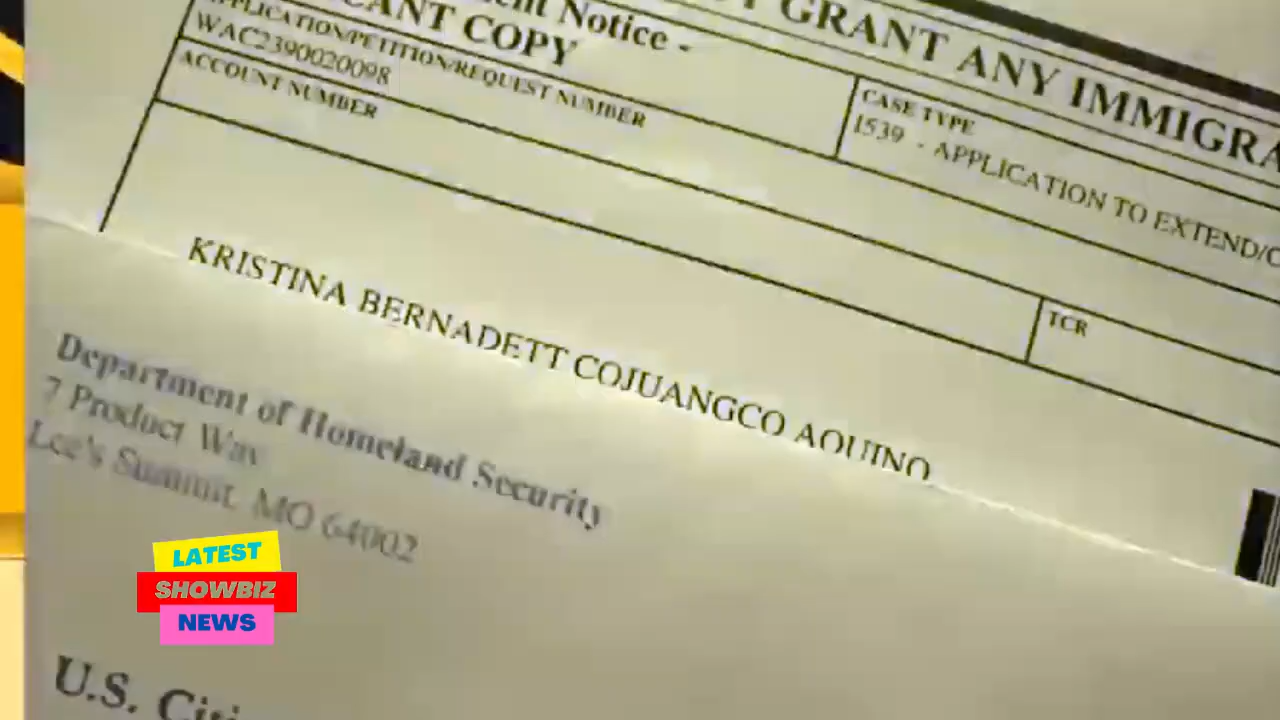 ent Notice -
CANT COPY
T GRANT ANY IMMIGRA
APPLICATION/PETITION/REQUEST NUMBER
WAC2390020098
CASE TYPE
I539 - APPLICATION TO EXTEND/C
ACCOUNT NUMBER
TCR
KRISTINA BERNADETT COJUANGCO AQUINO
Department of Homeland Security
7 Product Way
Lee's Summit, MO 64002
LATEST
SHOWBIZ
NEWS
U.S. Citi